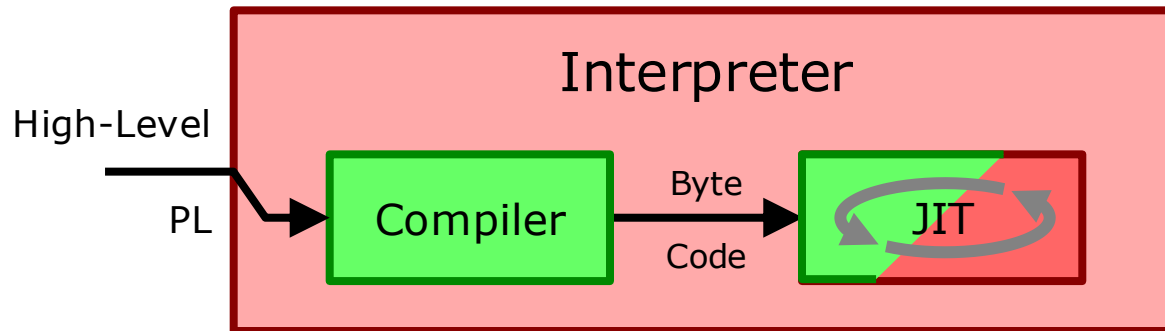 Interpreter
High-Level
PL
Compiler
Byte
Code
JIT